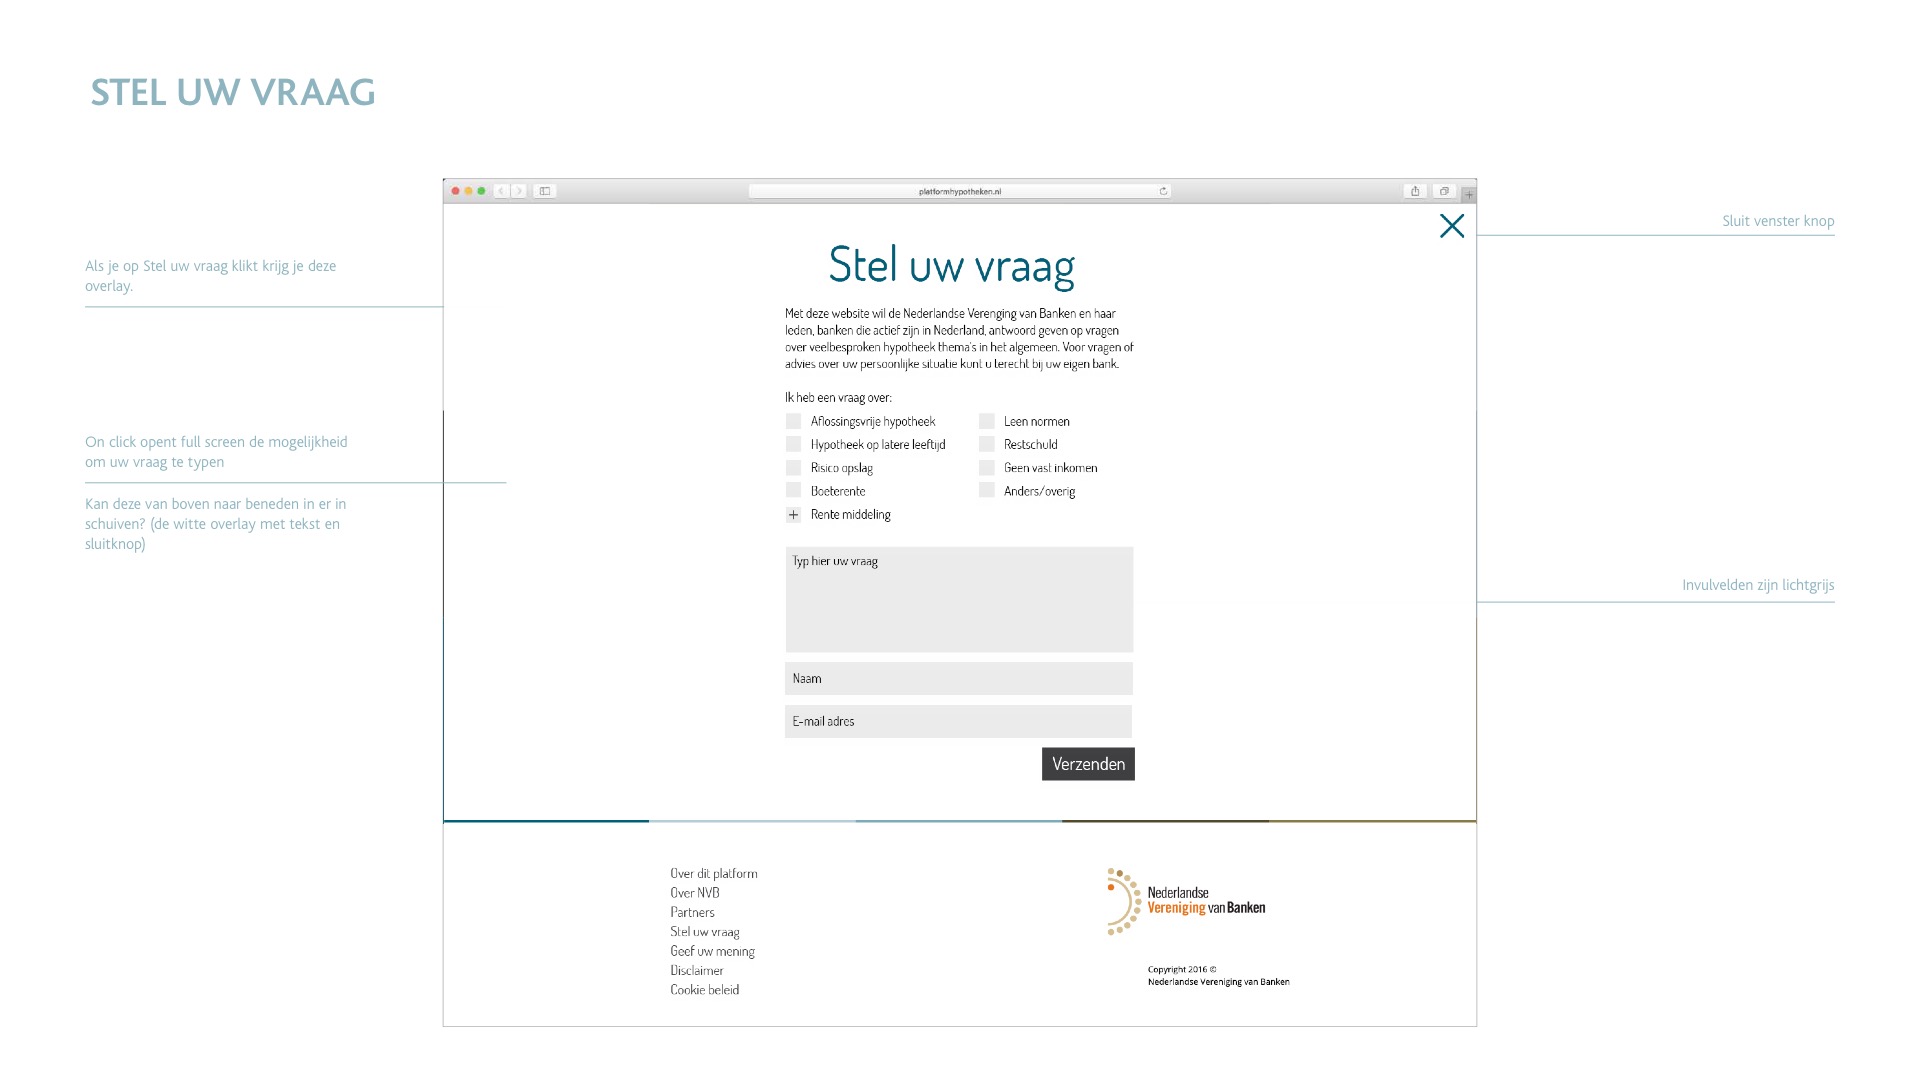 STEL UW VRAAG
platformhypotheken.nl
Sluit venster knop
Als je op Stel uw vraag klikt krijg je deze
overlay.
On click opent full screen de mogelijkheid
om uw vraag te typen
Kan deze van boven naar beneden in er in
schuiven? (de witte overlay met tekst en
sluitknop)
Stel uw vraag
Met deze website wil de Nederlandse Verenging van Banken en haar
leden, banken die actief zijn in Nederland, antwoord geven op vragen
over veelbesproken hypotheek thema's in het algemeen. Voor vragen of
advies over uw persoonlijke situatie kunt u terecht bij uw eigen bank.
Ik heb een vraag over:
Aflossingsvrije hypotheek
Hypotheek op latere leeftijd
Risico opslag
Boeterente
+ Rente middeling
Leen normen
Restschuld
Geen vast inkomen
Anders/overig
Typ hier uw vraag
Naam
E-mail adres
Verzenden
Invulvelden zijn lichtgrijs
Over dit platform
Over NVB
Partners
Stel uw vraag
Geef uw mening
Disclaimer
Cookie beleid
Nederlandse
Vereniging van Banken
Copyright 2016 ©
Nederlandse Vereniging van Banken